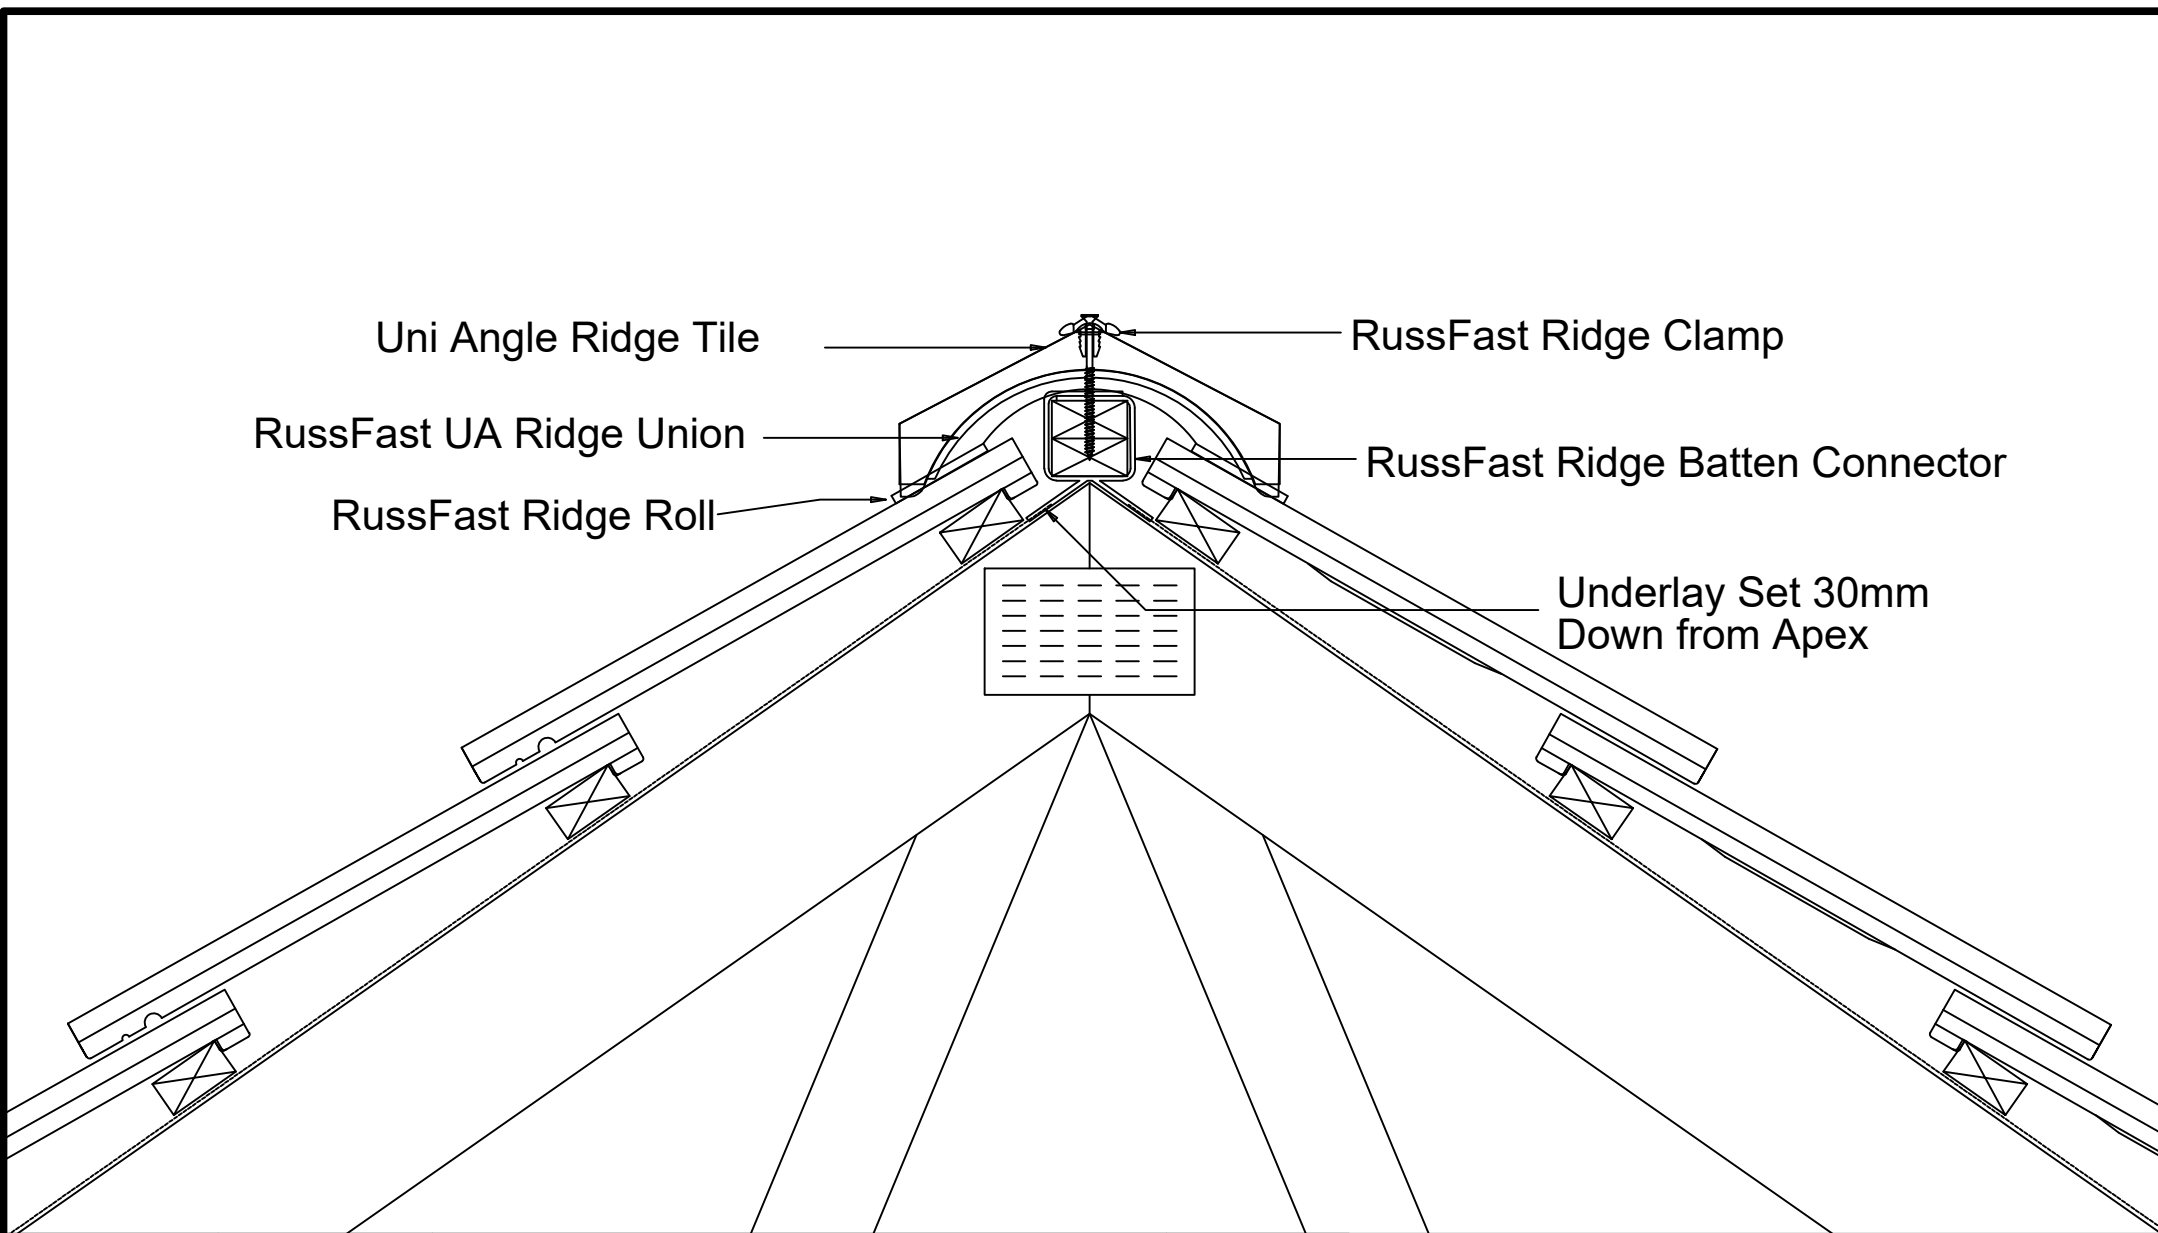 Uni Angle Ridge Tile
RussFast Ridge Clamp
RussFast UA Ridge Union
RussFast Ridge Batten Connector
RussFast Ridge Roll
Underlay Set 30mm
Down from Apex